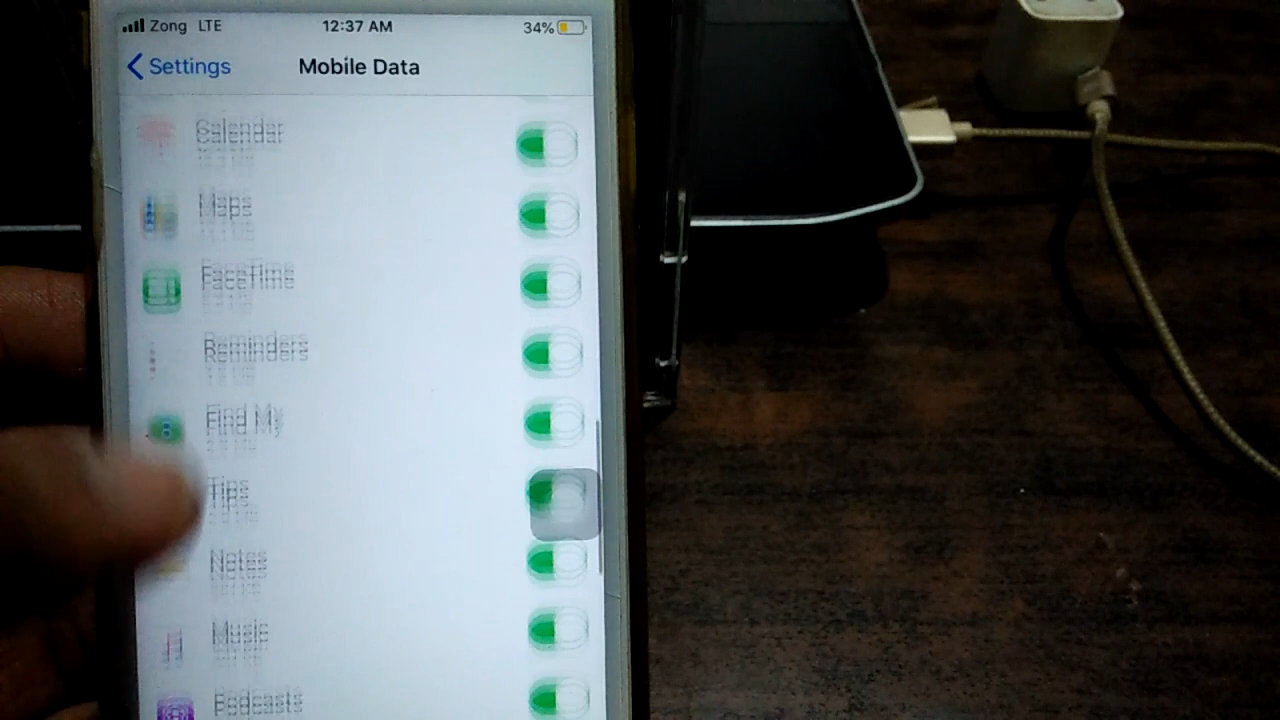 Zong LTE 12:37 AM 34%
Settings Mobile Data
Calendar
Maps
FaceTime
Reminders
Find My
Tips
Notes
Music
Podcasts